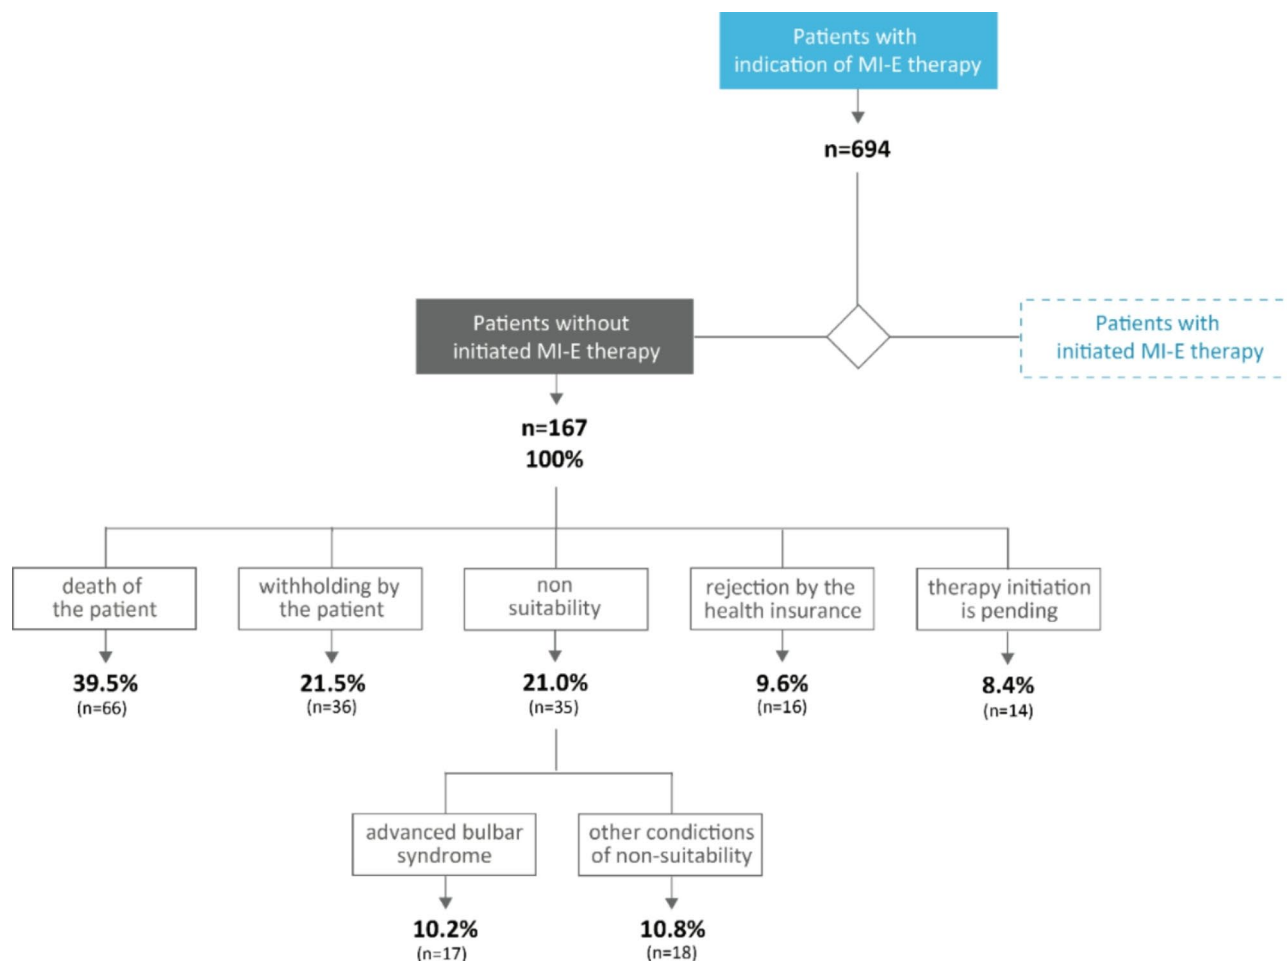 Patients with
indication of MI-E therapy
n=694
Patients without
initiated MI-E therapy
Patients with
initiated MI-E therapy
n=167
100%
death of
the patient
withholding by
the patient
non
suitability
rejection by the
health insurance
therapy initiation
is pending
39.5%
(n=66)
21.5%
(n=36)
21.0%
(n=35)
9.6%
(n=16)
8.4%
(n=14)
advanced bulbar
syndrome
other condictions
of non-suitability
10.2%
(n=17)
10.8%
(n=18)